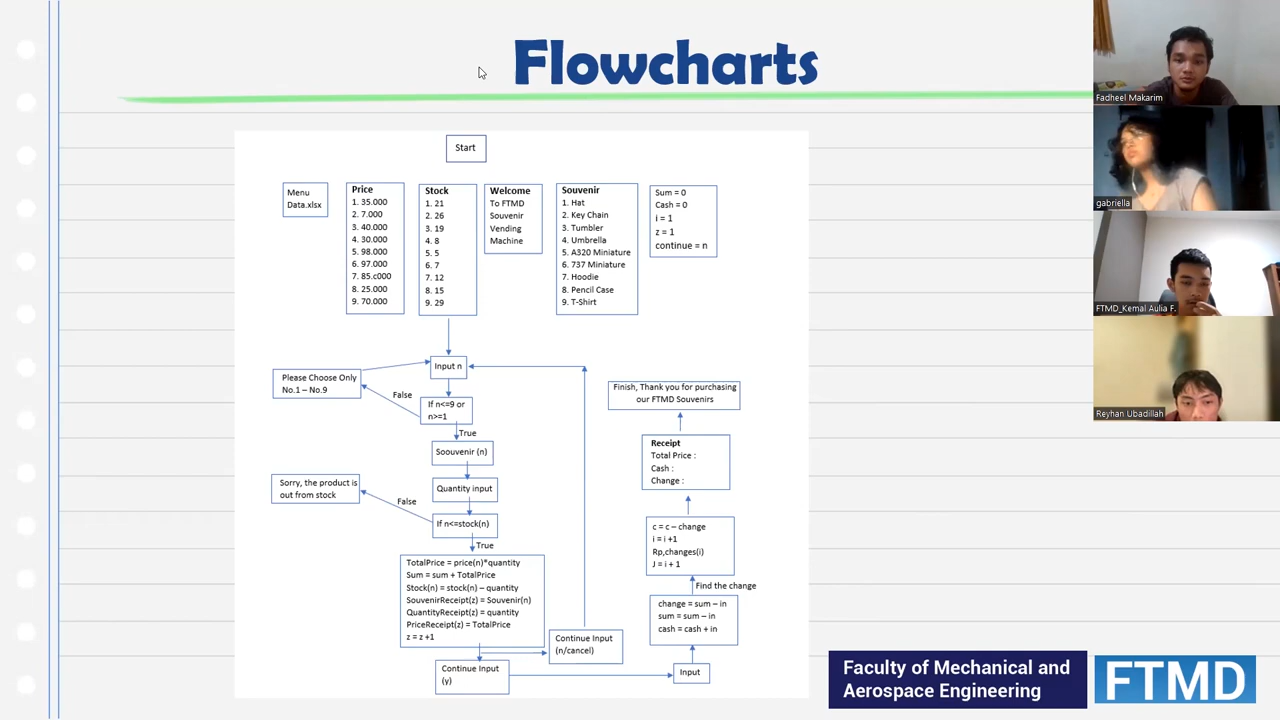 Flowcharts
Start
Menu
Data.xlsx
Price
1. 35.000
2. 7.000
3. 40.000
4. 30.000
5. 98.000
6. 97.000
7. 85.c000
8. 25.000
9. 70.000
Stock
1. 21
2. 26
3. 19
4. 8
5. 5
6. 7
7. 12
8. 15
9. 29
Welcome
To FTMD
Souvenir
Vending
Machine
Souvenir
1. Hat
2. Key Chain
3. Tumbler
4. Umbrella
5. A320 Miniature
6. 737 Miniature
7. Hoodie
8. Pencil Case
9. T-Shirt
Sum = 0
Cash = 0
i = 1
z = 1
continue = n
Input n
Please Choose Only
No.1 – No.9
False
If n<=9 or
n>=1
True
Soouvenir (n)
Quantity input
Sorry, the product is
out from stock
False
If n<=stock(n)
True
TotalPrice = price(n)*quantity
Sum = sum + TotalPrice
Stock(n) = stock(n) – quantity
SouvenirReceipt(z) = Souvenir(n)
QuantityReceipt(z) = quantity
PriceReceipt(z) = TotalPrice
z = z +1
Continue Input
(n/cancel)
Continue Input
(y)
Input
change = sum – in
sum = sum – in
cash = cash + in
Find the change
c = c – change
i = i +1
Rp,changes(i)
J = i + 1
Receipt
Total Price :
Cash :
Change :
Finish, Thank you for purchasing
our FTMD Souvenirs
Faculty of Mechanical and
Aerospace Engineering
FTMD
Fadheel Makarim
gabriella
FTMD_Kemal Aulia F.
Reyhan Ubadillah